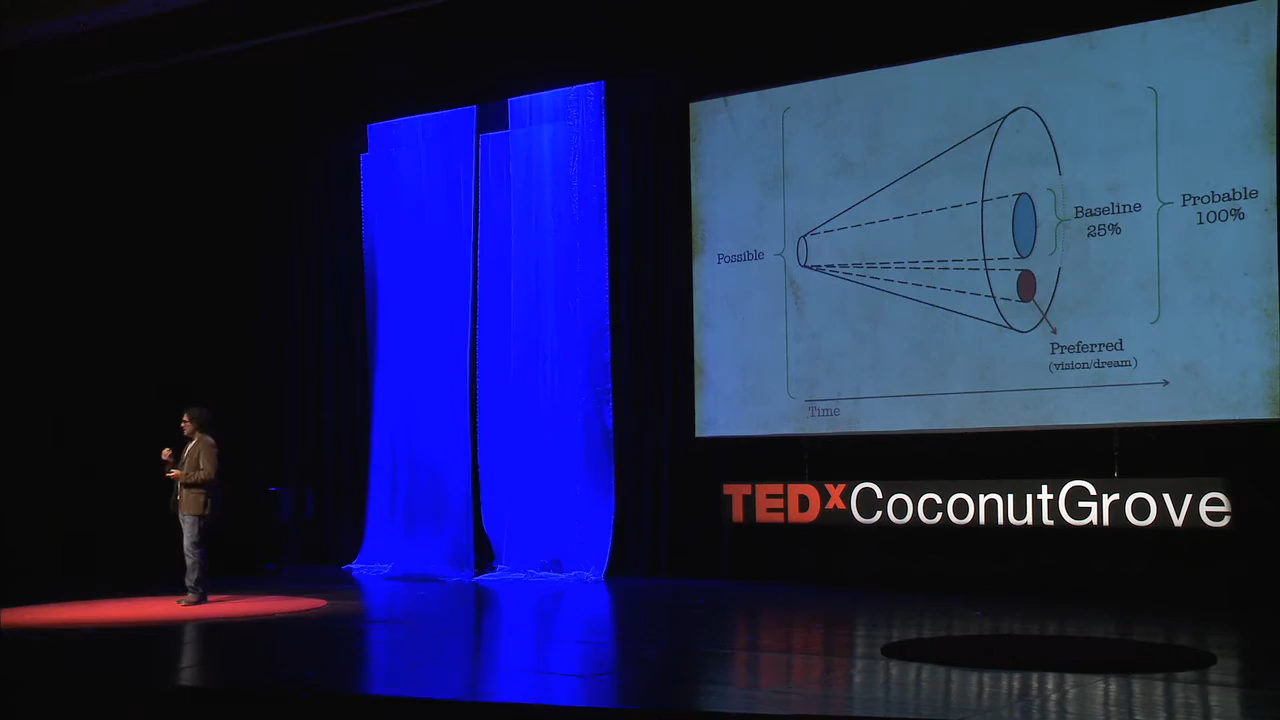 Possible
Baseline
25%
Probable
100%
Preferred
(vision/dream)
Time
TEDxCoconutGrove